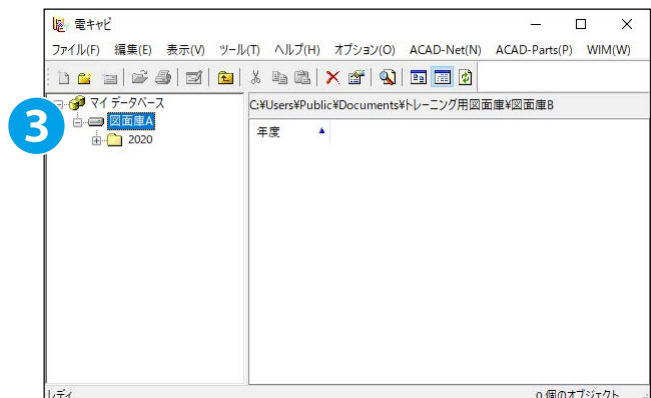 電キャビ
ファイル(F) 編集(E) 表示(V) ツール(T) ヘルプ(H) オプション(O) ACAD-Net(N) ACAD-Parts(P) WIM(W)
3
マイ データベース
図面庫A
2020
C:¥Users¥Public¥Documents¥トレーニング用図面庫¥図面庫B
年度
レディ
0 個のオブジェクト